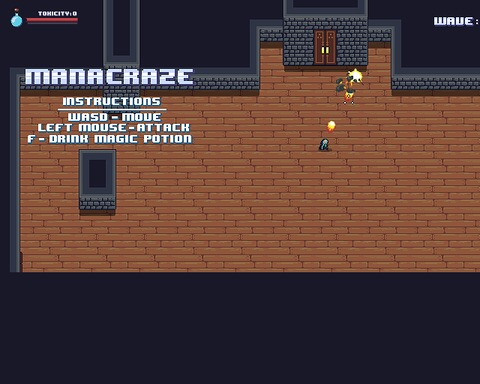 TOXICITY:0
WAVE:
MANACRAZE
INSTRUCTIONS
WASD - MOVE
LEFT MOUSE - ATTACK
F - DRINK MAGIC POTION